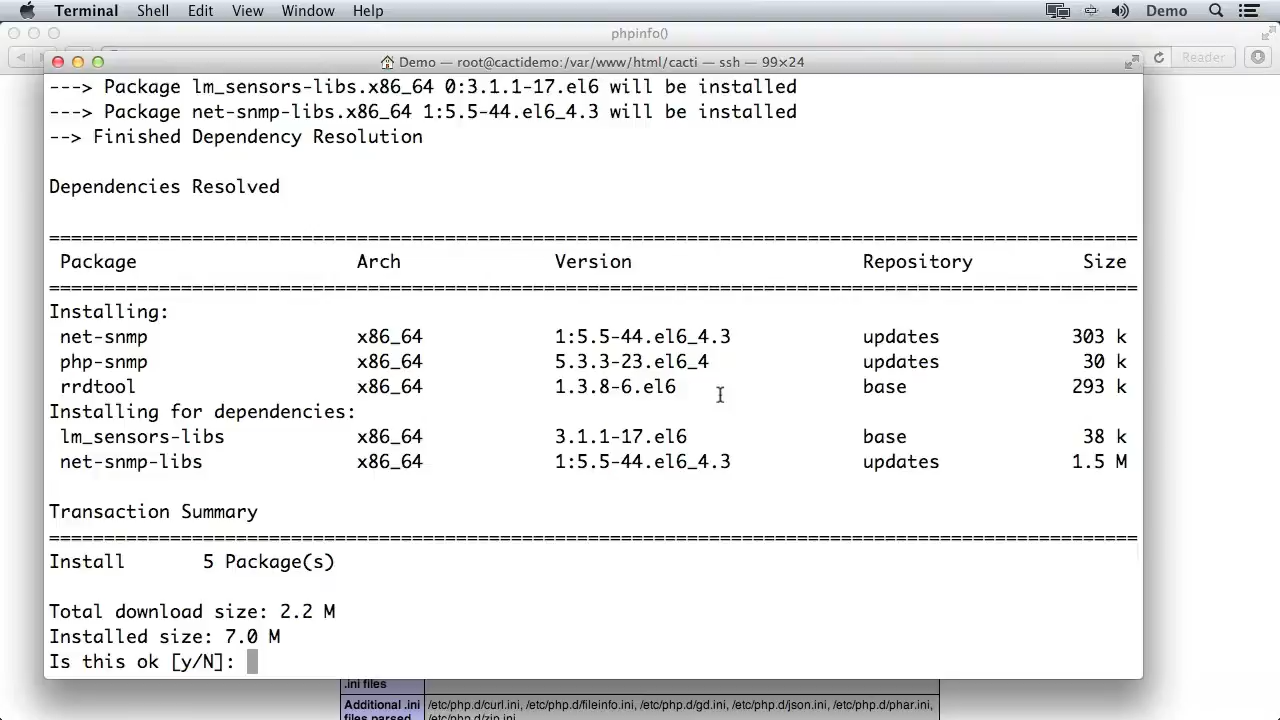 Terminal Shell Edit View Window Help Demo
phpinfo()
Reader
Demo — root@cactidemo:/var/www/html/cacti — ssh — 99×24
---> Package lm_sensors-libs.x86_64 0:3.1.1-17.el6 will be installed
---> Package net-snmp-libs.x86_64 1:5.5-44.el6_4.3 will be installed
--> Finished Dependency Resolution
Dependencies Resolved
================================================================================
Package Arch Version Repository Size
================================================================================
Installing:
net-snmp x86_64 1:5.5-44.el6_4.3 updates 303 k
php-snmp x86_64 5.3.3-23.el6_4 updates 30 k
rrdtool x86_64 1.3.8-6.el6 base 293 k
Installing for dependencies:
lm_sensors-libs x86_64 3.1.1-17.el6 base 38 k
net-snmp-libs x86_64 1:5.5-44.el6_4.3 updates 1.5 M
Transaction Summary
================================================================================
Install 5 Package(s)
Total download size: 2.2 M
Installed size: 7.0 M
Is this ok [y/N]:
.ini files
Additional .ini /etc/php.d/curl.ini, /etc/php.d/fileinfo.ini, /etc/php.d/gd.ini, /etc/php.d/json.ini, /etc/php.d/phar.ini,
files parsed /etc/php.d/zip.ini